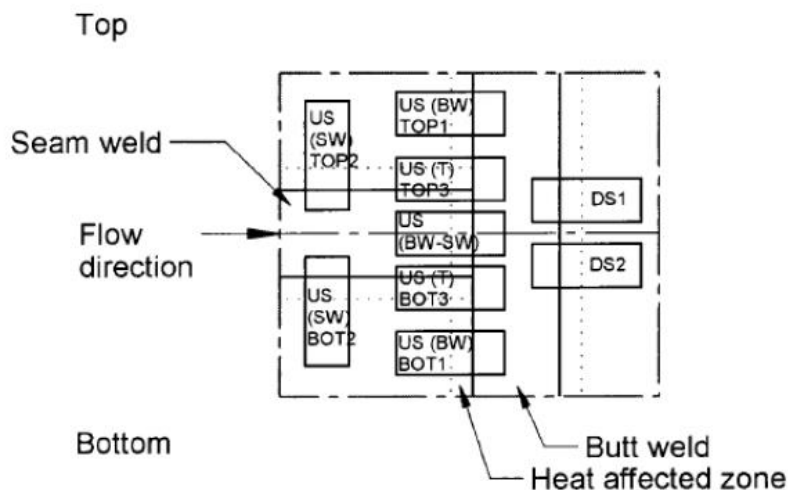 Top
US (BW)
TOP1
US
(SW)
TOP2
Seam weld
US (T)
TOP3
DS1
US
(BW-SW)
Flow
direction
DS2
US (T)
BOT3
US
(SW)
BOT2
US (BW)
BOT1
Bottom
Butt weld
Heat affected zone